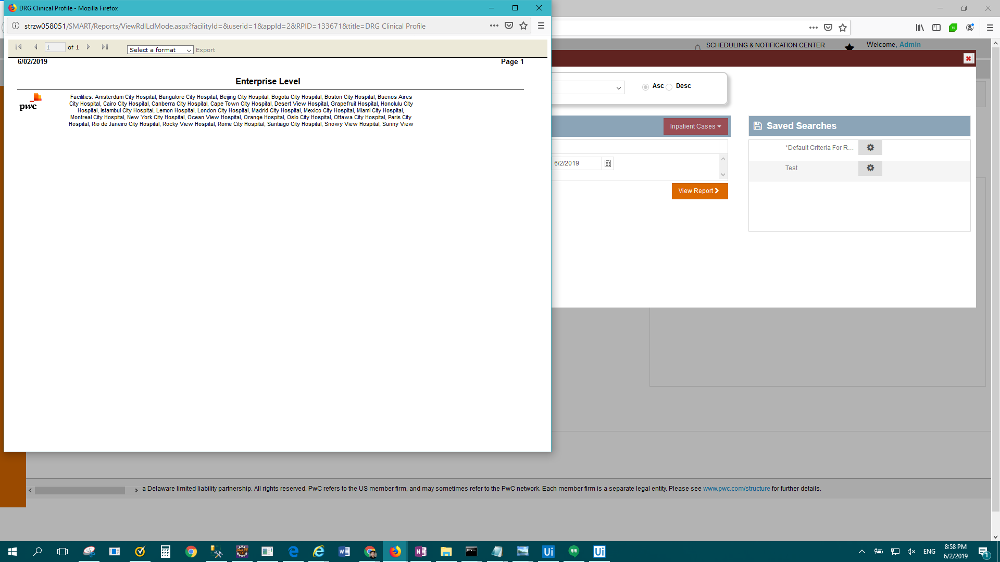 DRG Clinical Profile - Mozilla Firefox
strzw058051/SMART/Reports/ViewRdlLclMode.aspx?facilityId=&userid=1&appId=2&RPID=133671&title=DRG Clinical Profile
1 of 1 Select a format Export
6/02/2019 Page 1
Enterprise Level
pwc
Facilities: Amsterdam City Hospital, Bangalore City Hospital, Beijing City Hospital, Bogota City Hospital, Boston City Hospital, Buenos Aires
City Hospital, Cairo City Hospital, Canberra City Hospital, Cape Town City Hospital, Desert View Hospital, Grapefruit Hospital, Honolulu City
Hospital, Istambul City Hospital, Lemon Hospital, London City Hospital, Madrid City Hospital, Mexico City Hospital, Miami City Hospital,
Montreal City Hospital, New York City Hospital, Ocean View Hospital, Orange Hospital, Oslo City Hospital, Ottawa City Hospital, Paris City
Hospital, Rio de Janeiro City Hospital, Rocky View Hospital, Rome City Hospital, Santiago City Hospital, Snowy View Hospital, Sunny View
SCHEDULING & NOTIFICATION CENTER
Welcome, Admin
Asc Desc
Inpatient Cases
6/2/2019
View Report
Saved Searches
*Default Criteria For R...
Test
a Delaware limited liability partnership. All rights reserved. PwC refers to the US member firm, and may sometimes refer to the PwC network. Each member firm is a separate legal entity. Please see www.pwc.com/structure for further details.
ENG
8:58 PM
6/2/2019
1